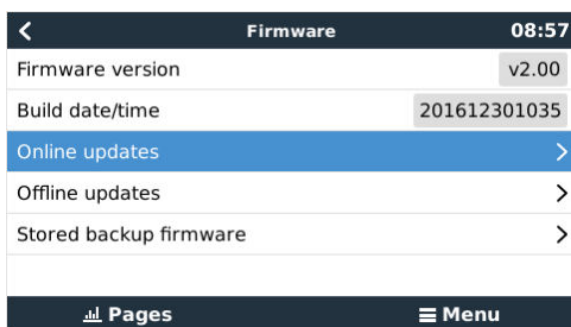 Firmware 08:57
Firmware version v2.00
Build date/time 201612301035
Online updates
Offline updates
Stored backup firmware
Pages Menu